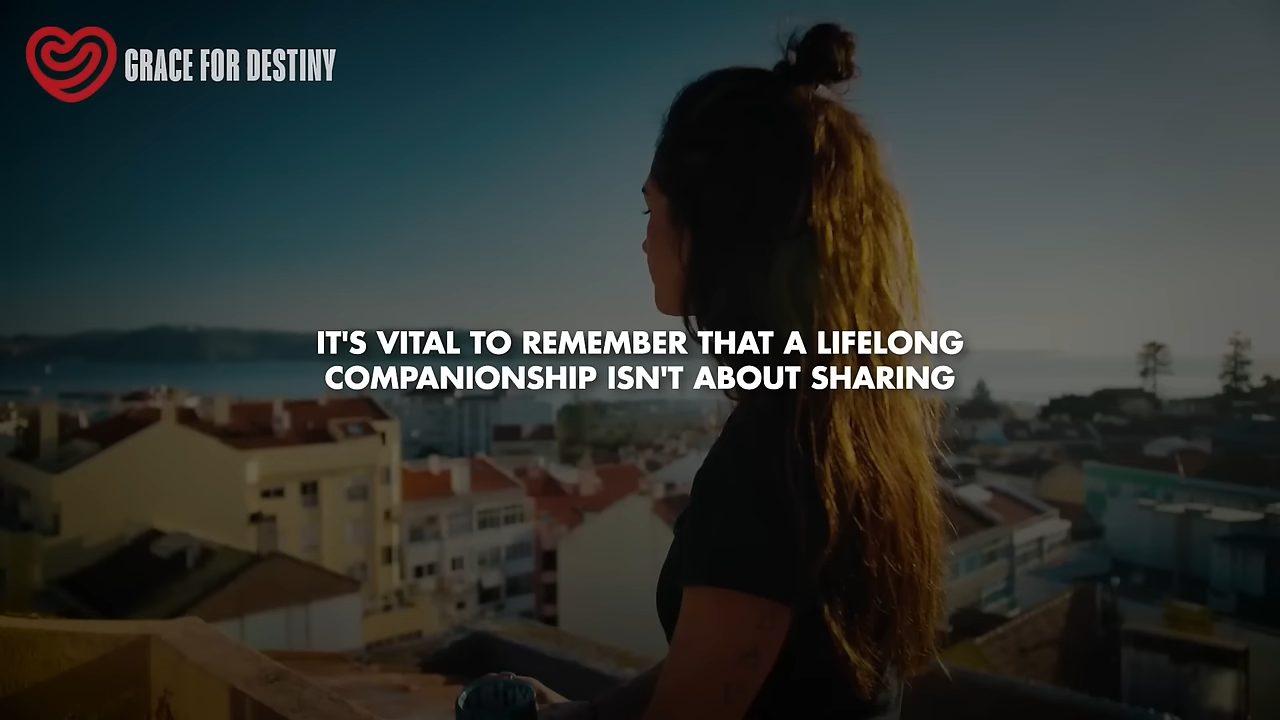 GRACE FOR DESTINY
IT'S VITAL TO REMEMBER THAT A LIFELONG
COMPANIONSHIP ISN'T ABOUT SHARING